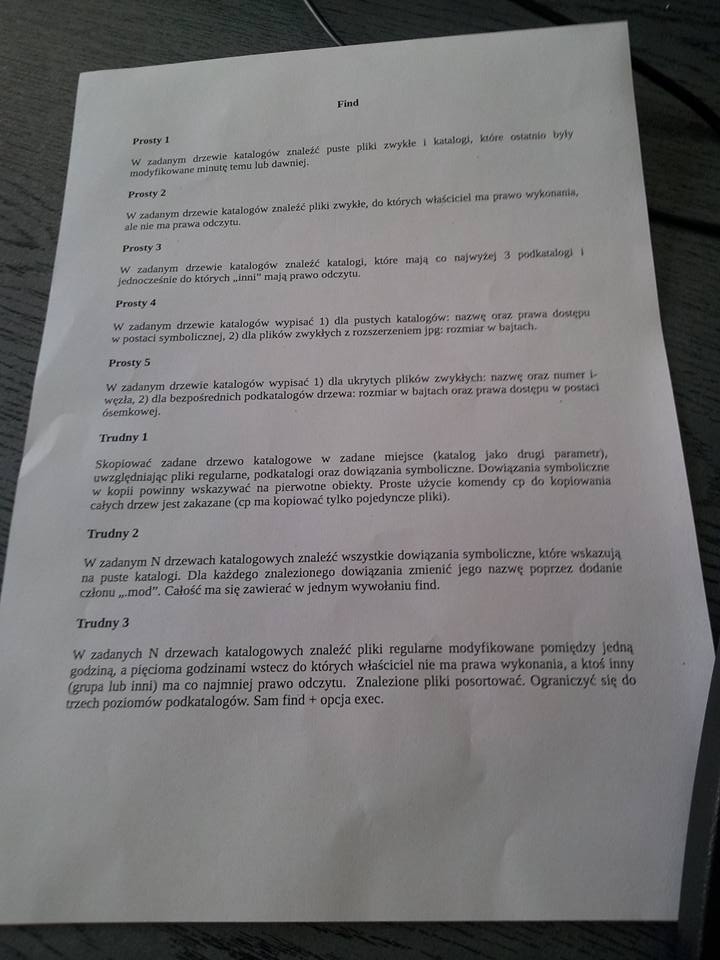 Find
Prosty 1
W zadanym drzewie katalogów znaleźć puste pliki zwykłe i katalogi, które ostatnio były
modyfikowane minutę temu lub dawniej.
Prosty 2
W zadanym drzewie katalogów znaleźć pliki zwykłe, do których właściciel ma prawo wykonania,
ale nie ma prawa odczytu.
Prosty 3
W zadanym drzewie katalogów znaleźć katalogi, które mają co najwyżej 3 podkatalogi i
jednocześnie do których „inni” mają prawo odczytu.
Prosty 4
W zadanym drzewie katalogów wypisać 1) dla pustych katalogów: nazwę oraz prawa dostępu
w postaci symbolicznej, 2) dla plików zwykłych z rozszerzeniem jpg: rozmiar w bajtach.
Prosty 5
W zadanym drzewie katalogów wypisać 1) dla ukrytych plików zwykłych: nazwę oraz numer i-
węzła, 2) dla bezpośrednich podkatalogów drzewa: rozmiar w bajtach oraz prawa dostępu w postaci
ósemkowej.
Trudny 1
Skopiować zadane drzewo katalogowe w zadane miejsce (katalog jako drugi parametr),
uwzględniając pliki regularne, podkatalogi oraz dowiązania symboliczne. Dowiązania symboliczne
w kopii powinny wskazywać na pierwotne obiekty. Proste użycie komendy cp do kopiowania
całych drzew jest zakazane (cp ma kopiować tylko pojedyncze pliki).
Trudny 2
W zadanym N drzewach katalogowych znaleźć wszystkie dowiązania symboliczne, które wskazują
na puste katalogi. Dla każdego znalezionego dowiązania zmienić jego nazwę poprzez dodanie
członu „.mod”. Całość ma się zawierać w jednym wywołaniu find.
Trudny 3
W zadanych N drzewach katalogowych znaleźć pliki regularne modyfikowane pomiędzy jedną
godziną, a pięcioma godzinami wstecz do których właściciel nie ma prawa wykonania, a ktoś inny
(grupa lub inni) ma co najmniej prawo odczytu. Znalezione pliki posortować. Ograniczyć się do
trzech poziomów podkatalogów. Sam find + opcja exec.